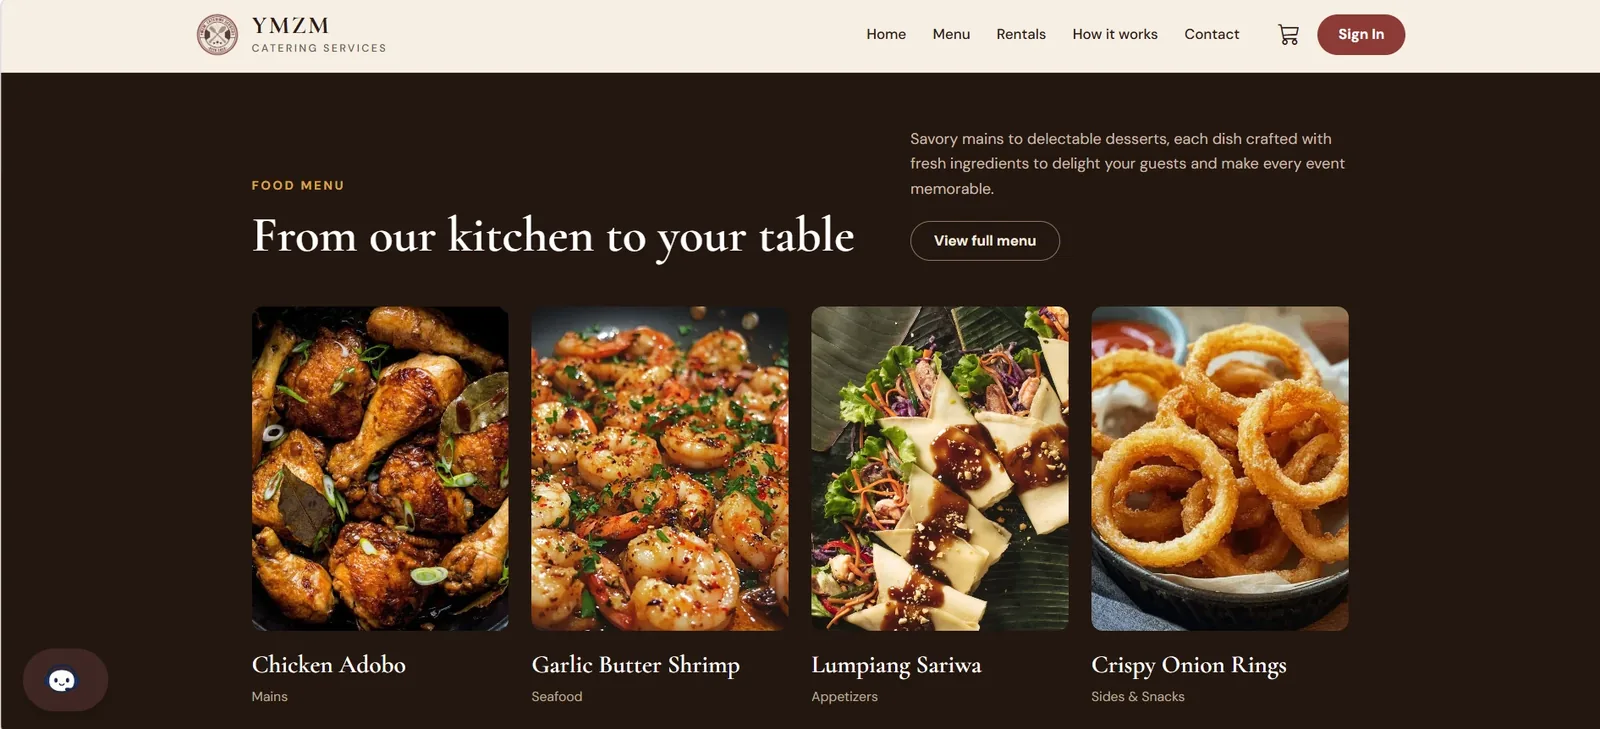 YMZM
CATERING SERVICES
Home
Menu
Rentals
How it works
Contact
Sign In
FOOD MENU
From our kitchen to your table
Savory mains to delectable desserts, each dish crafted with
fresh ingredients to delight your guests and make every event
memorable.
View full menu
Chicken Adobo
Mains
Garlic Butter Shrimp
Seafood
Lumpiang Sariwa
Appetizers
Crispy Onion Rings
Sides & Snacks